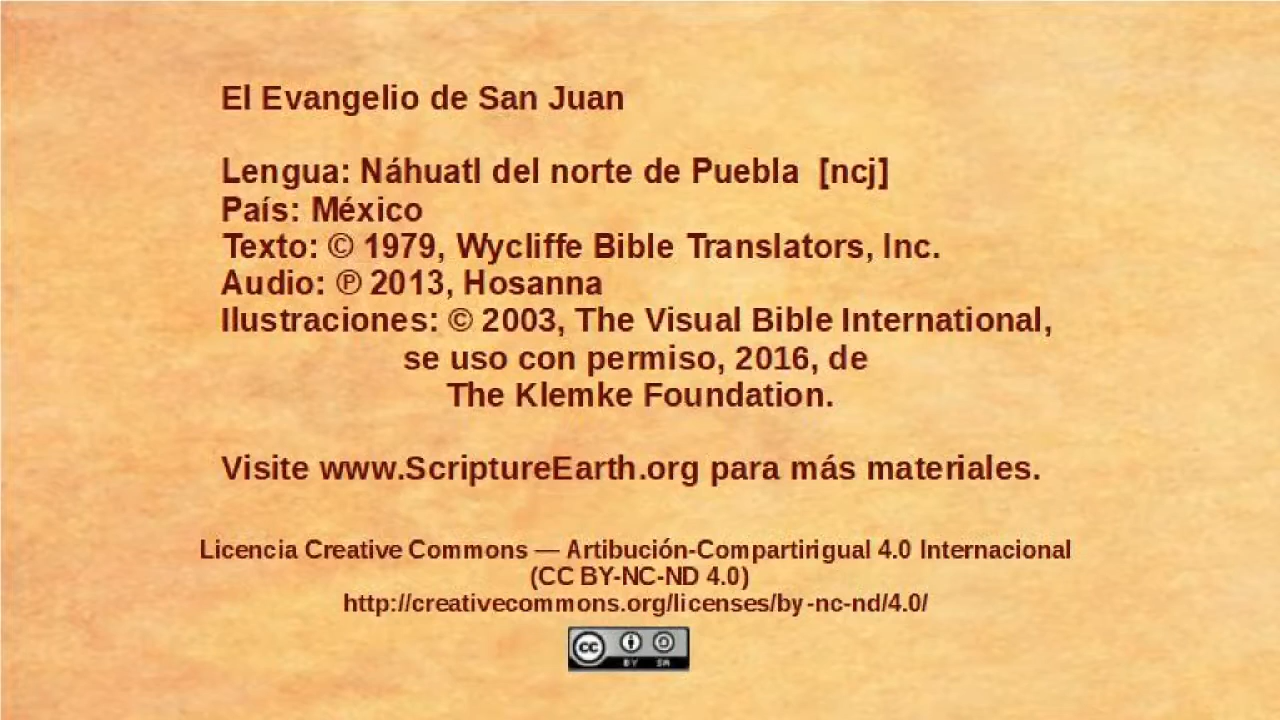 El Evangelio de San Juan
Lengua: Náhuatl del norte de Puebla [ncj]
País: México
Texto: © 1979, Wycliffe Bible Translators, Inc.
Audio: ℗ 2013, Hosanna
Ilustraciones: © 2003, The Visual Bible International,
se uso con permiso, 2016, de
The Klemke Foundation.
Visite www.ScriptureEarth.org para más materiales.
Licencia Creative Commons — Artibución-Compartirigual 4.0 Internacional
(CC BY-NC-ND 4.0)
http://creativecommons.org/licenses/by-nc-nd/4.0/
cc BY SA